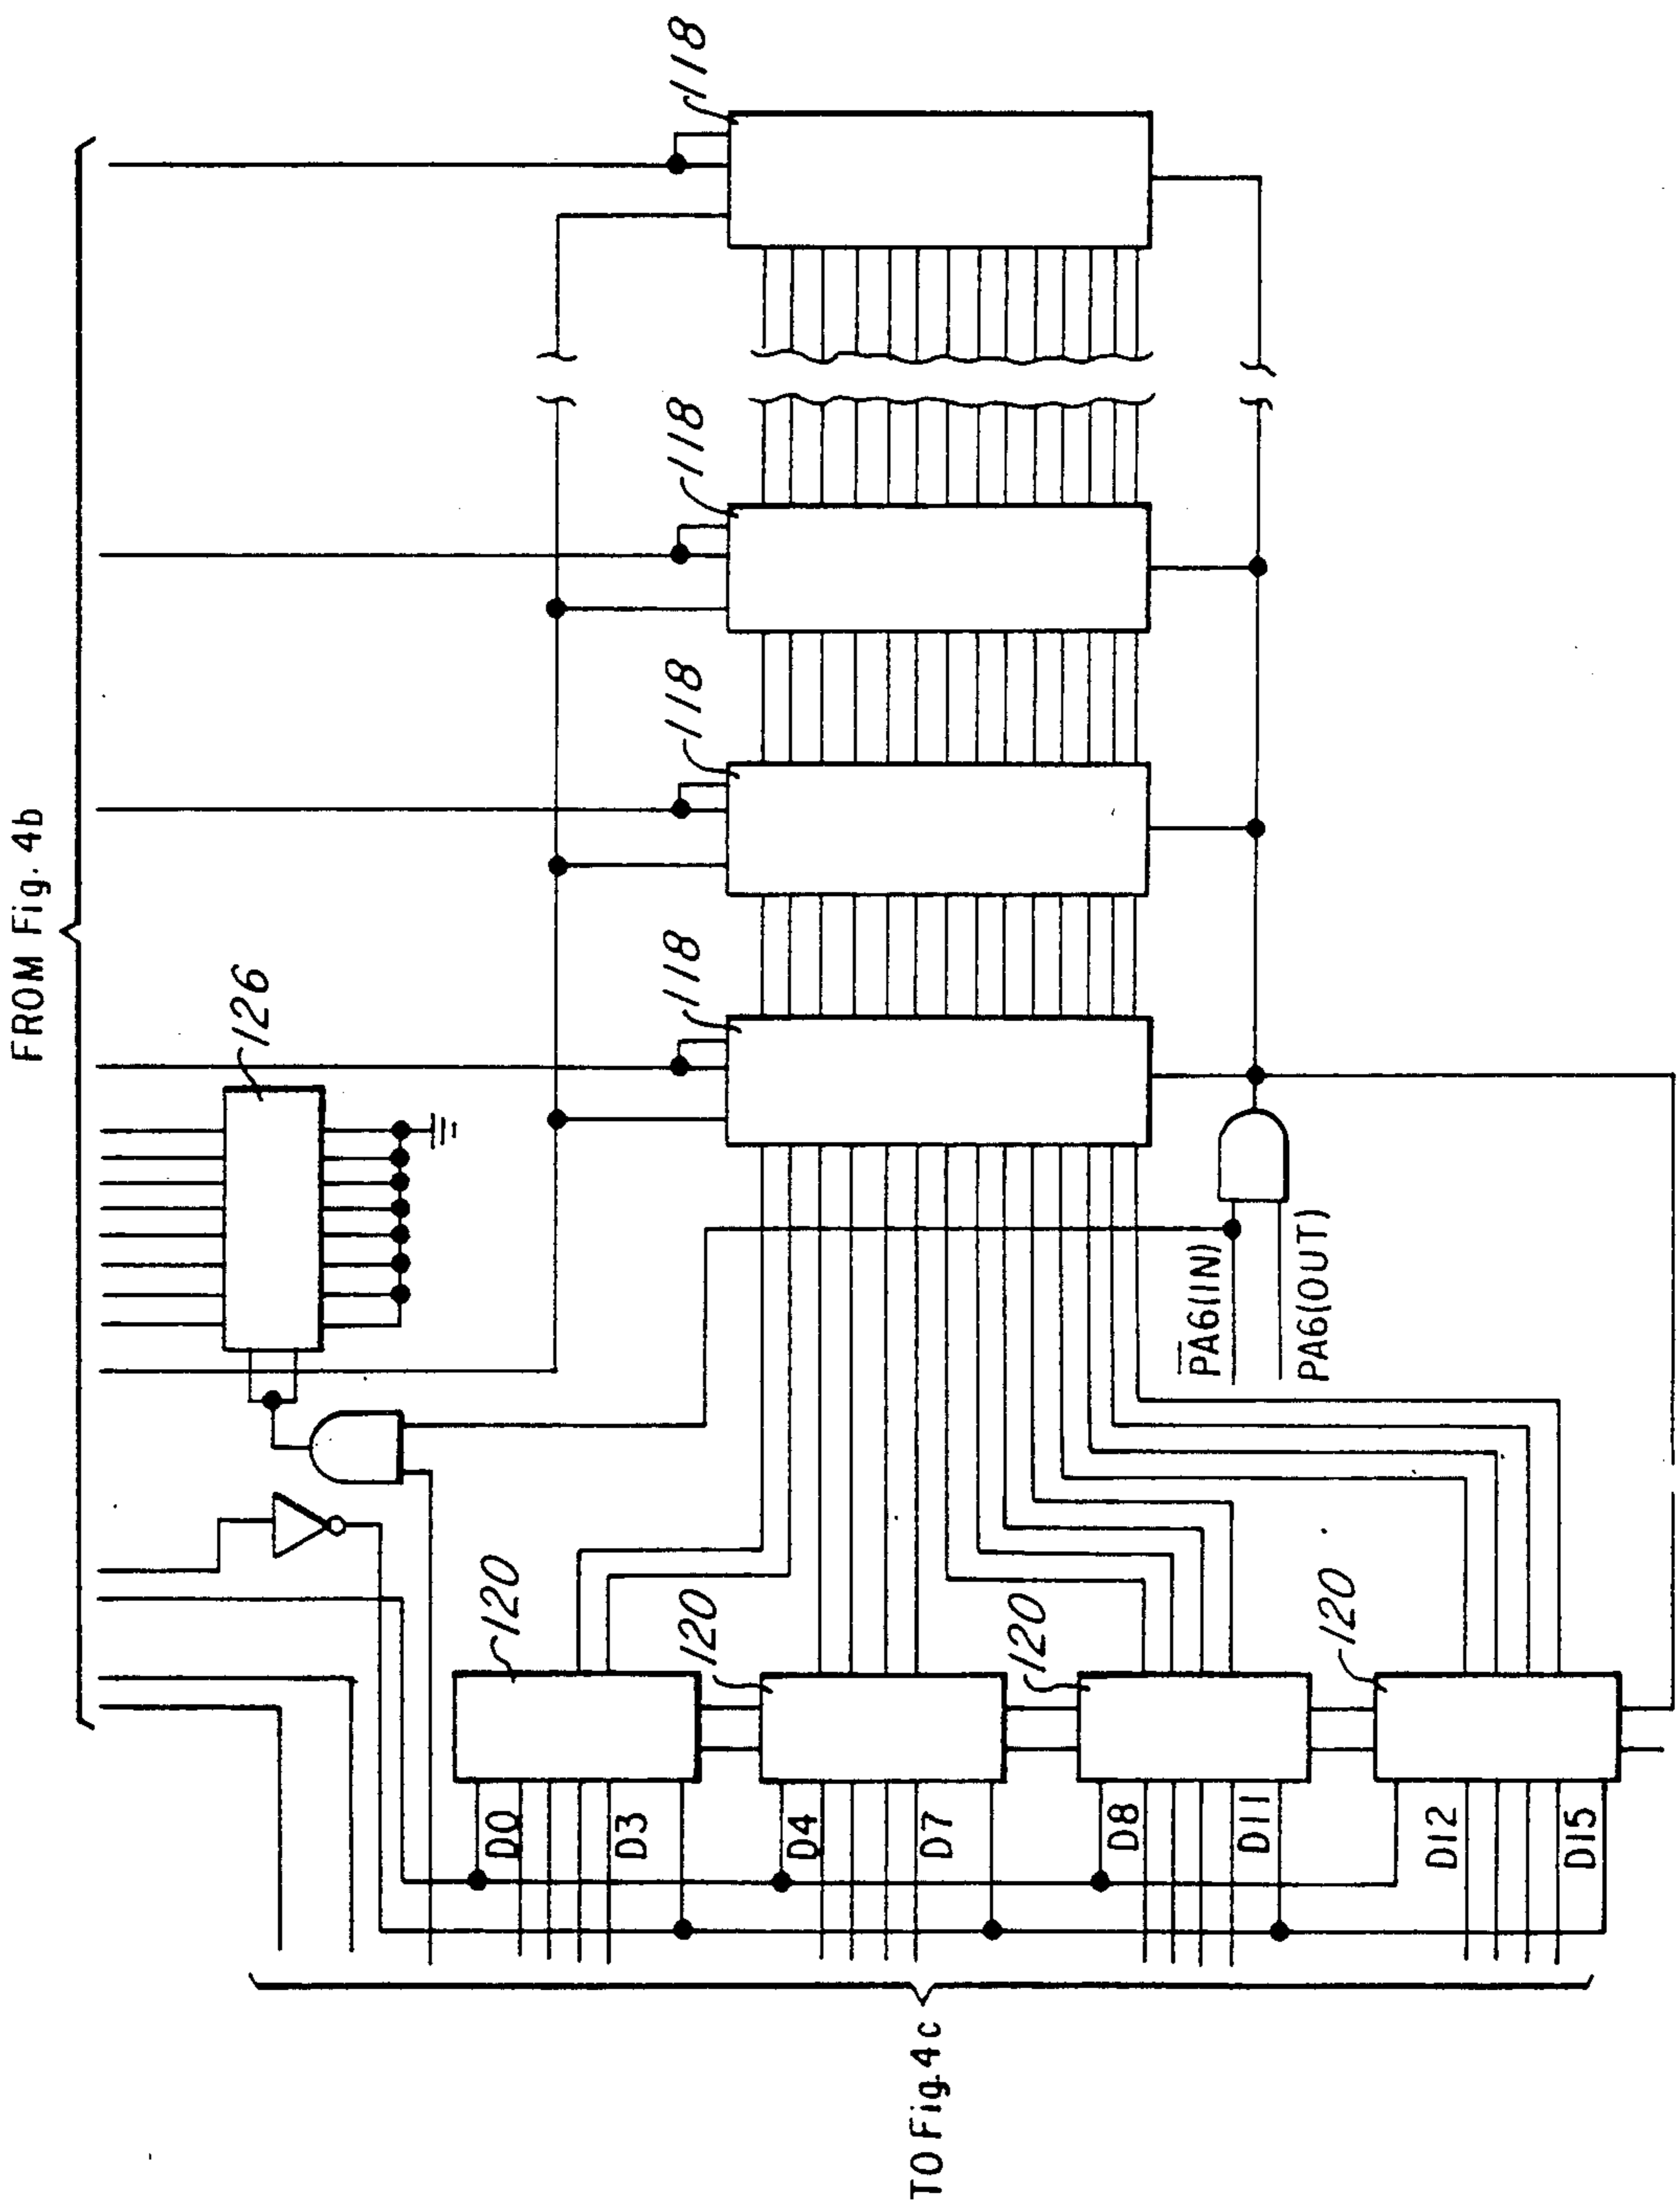 FROM Fig. 4b
126
118
118
118
118
120
120
120
120
D0
D3
D4
D7
D8
D11
D12
D15
P̅A6(IN)
PA6(OUT)
TO Fig. 4c